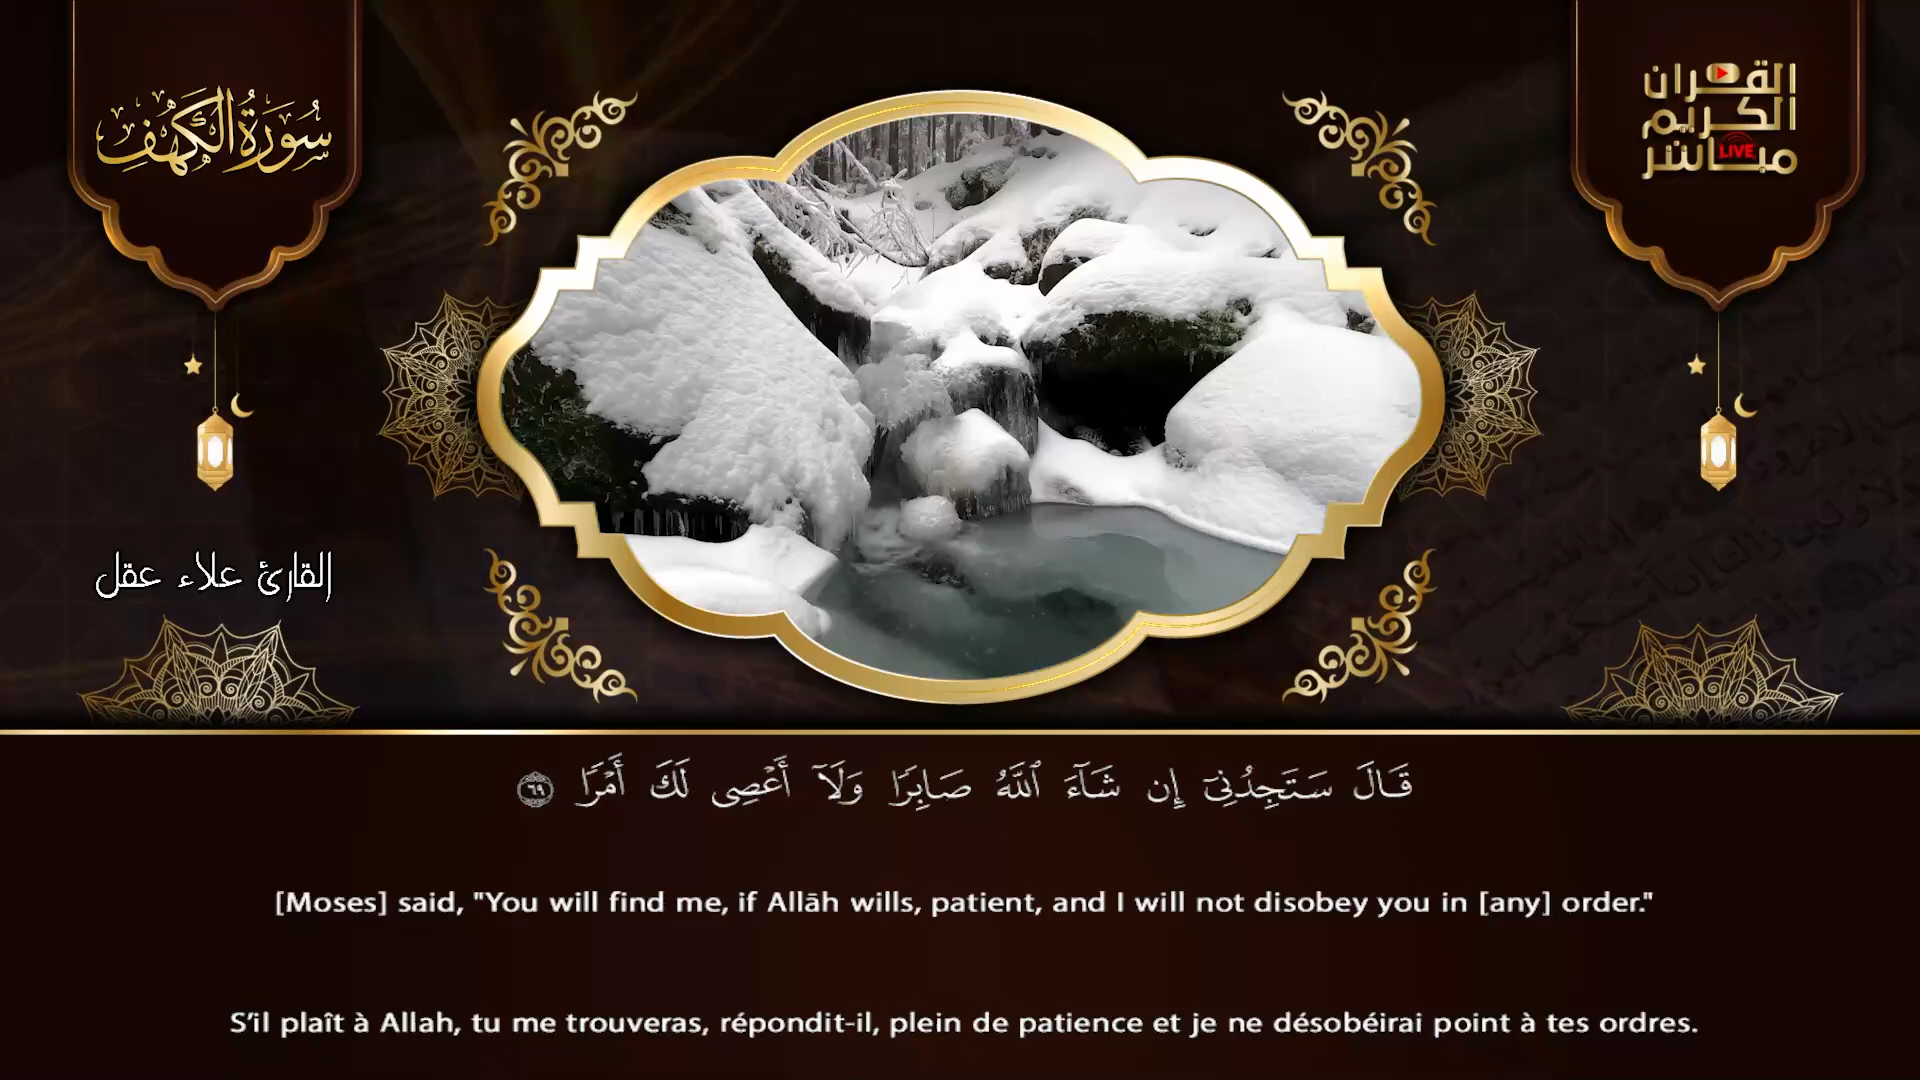 سُورَةُ الكَهْفِ
القرآن
الكريم
مباشر
LIVE
القارئ علاء عقل
قَالَ سَتَجِدُنِىٓ إِن شَآءَ ٱللَّهُ صَابِرًا وَلَآ أَعْصِى لَكَ أَمْرًا ٦٩
[Moses] said, "You will find me, if Allāh wills, patient, and I will not disobey you in [any] order."
S’il plaît à Allah, tu me trouveras, répondit-il, plein de patience et je ne désobéirai point à tes ordres.